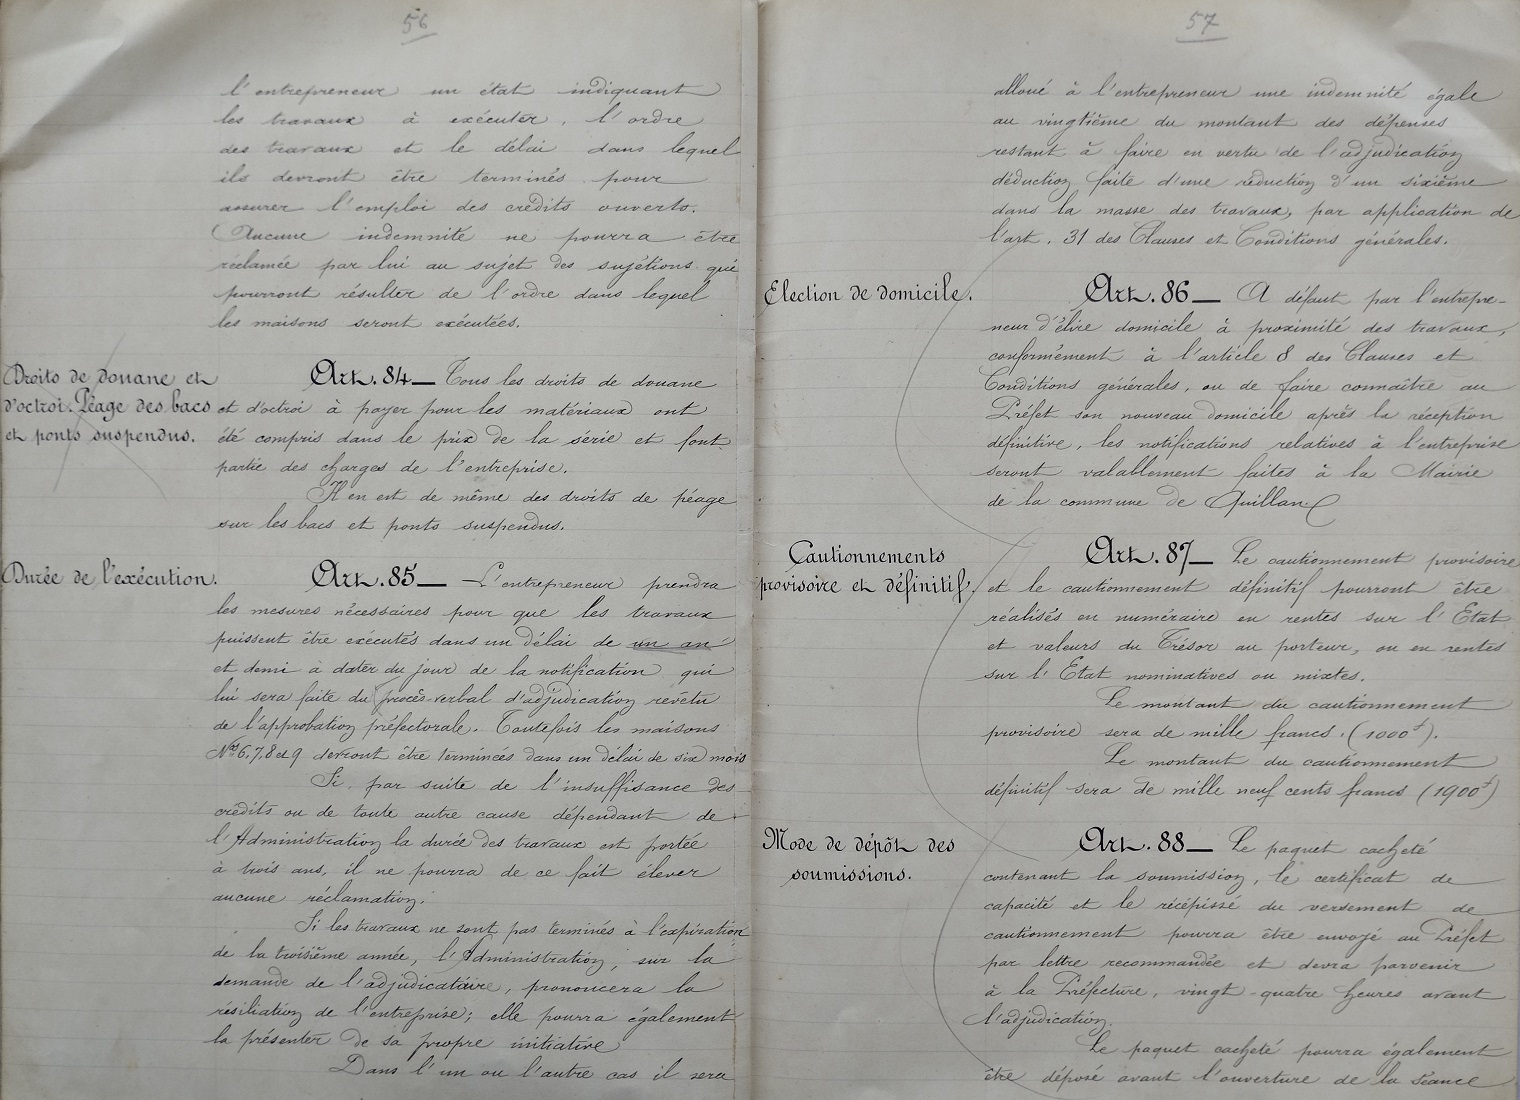 56
l'entrepreneur un état indiquant
les travaux à exécuter, l'ordre
des travaux et le délai dans lequel
ils devront être terminés pour
assurer l'emploi des crédits ouverts.
Aucune indemnité ne pourra être
réclamée par lui au sujet des sujétions qui
pourront résulter de l'ordre dans lequel
les maisons seront exécutées.
Droits de douane et
d'octroi. Péage des bacs
et ponts suspendus.
Art. 84 — Tous les droits de douane
et d'octroi à payer pour les matériaux ont
été compris dans le prix de la série et font
partie des charges de l'entreprise.
Il en est de même des droits de péage
sur les bacs et ponts suspendus.
Durée de l'exécution.
Art. 85 — L'entrepreneur prendra
les mesures nécessaires pour que les travaux
puissent être exécutés dans un délai de un an
et demi à dater du jour de la notification qui
lui sera faite du procès-verbal d'adjudication revêtu
de l'approbation préfectorale. Toutefois les maisons
Nos 6, 7, 8 et 9 devront être terminées dans un délai de six mois
Si, par suite de l'insuffisance des
crédits ou de toute autre cause dépendant de
l'Administration la durée des travaux est portée
à trois ans, il ne pourra de ce fait élever
aucune réclamation.
Si les travaux ne sont pas terminés à l'expiration
de la troisième année, l'Administration, sur la
demande de l'adjudicataire, prononcera la
résiliation de l'entreprise; elle pourra également
la présenter de sa propre initiative
Dans l'un ou l'autre cas il sera
57
alloué à l'entrepreneur une indemnité égale
au vingtième du montant des dépenses
restant à faire en vertu de l'adjudication
déduction faite d'une réduction d'un sixième
dans la masse des travaux, par application de
l'art. 31 des Clauses et Conditions générales.
Election de domicile.
Art. 86 — A défaut par l'entrepre-
neur d'élire domicile à proximité des travaux,
conformément à l'article 8 des Clauses et
Conditions générales, ou de faire connaître au
Préfet son nouveau domicile après la réception
définitive, les notifications relatives à l'entreprise
seront valablement faites à la Mairie
de la commune de Quillan
Cautionnements
provisoire et définitif.
Art. 87 — Le cautionnement provisoire
et le cautionnement définitif pourront être
réalisés en numéraire en rentes sur l'Etat
et valeurs du Trésor au porteur, ou en rentes
sur l'Etat nominatives ou mixtes.
Le montant du cautionnement
provisoire sera de mille francs. (1000f).
Le montant du cautionnement
définitif sera de mille neuf cents francs (1900f)
Mode de dépôt des
soumissions.
Art. 88 — Le paquet cacheté
contenant la soumission, le certificat de
capacité et le récépissé du versement de
cautionnement pourra être envoyé au Préfet
par lettre recommandée et devra parvenir
à la Préfecture, vingt-quatre heures avant
l'adjudication.
Le paquet cacheté pourra également
être déposé avant l'ouverture de la séance